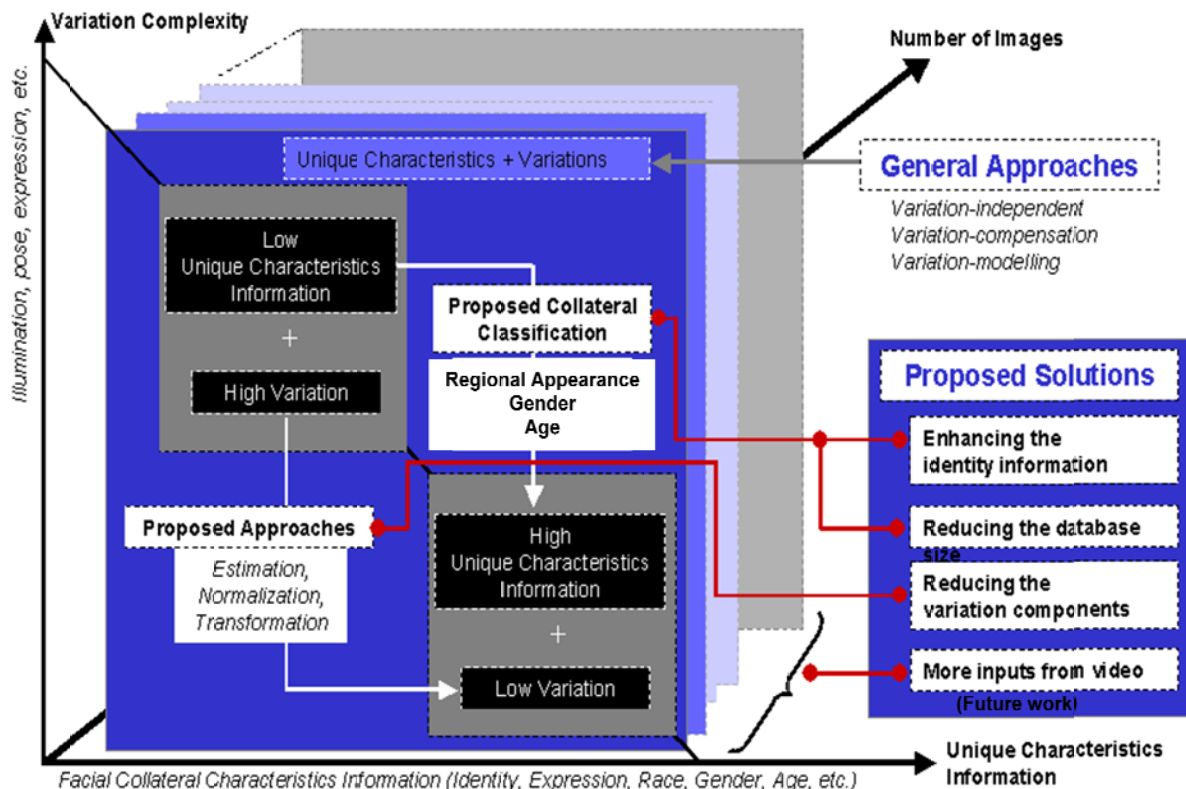 Variation Complexity
Illumination, pose, expression, etc.
Number of Images
Unique Characteristics + Variations
General Approaches
Variation-independent
Variation-compensation
Variation-modelling
Low
Unique Characteristics
Information
+
High Variation
Proposed Collateral
Classification
Regional Appearance
Gender
Age
Proposed Approaches
Estimation,
Normalization,
Transformation
High
Unique Characteristics
Information
+
Low Variation
Proposed Solutions
Enhancing the
identity information
Reducing the database
size
Reducing the
variation components
More inputs from video
(Future work)
Unique Characteristics
Information
Facial Collateral Characteristics Information (Identity, Expression, Race, Gender, Age, etc.)